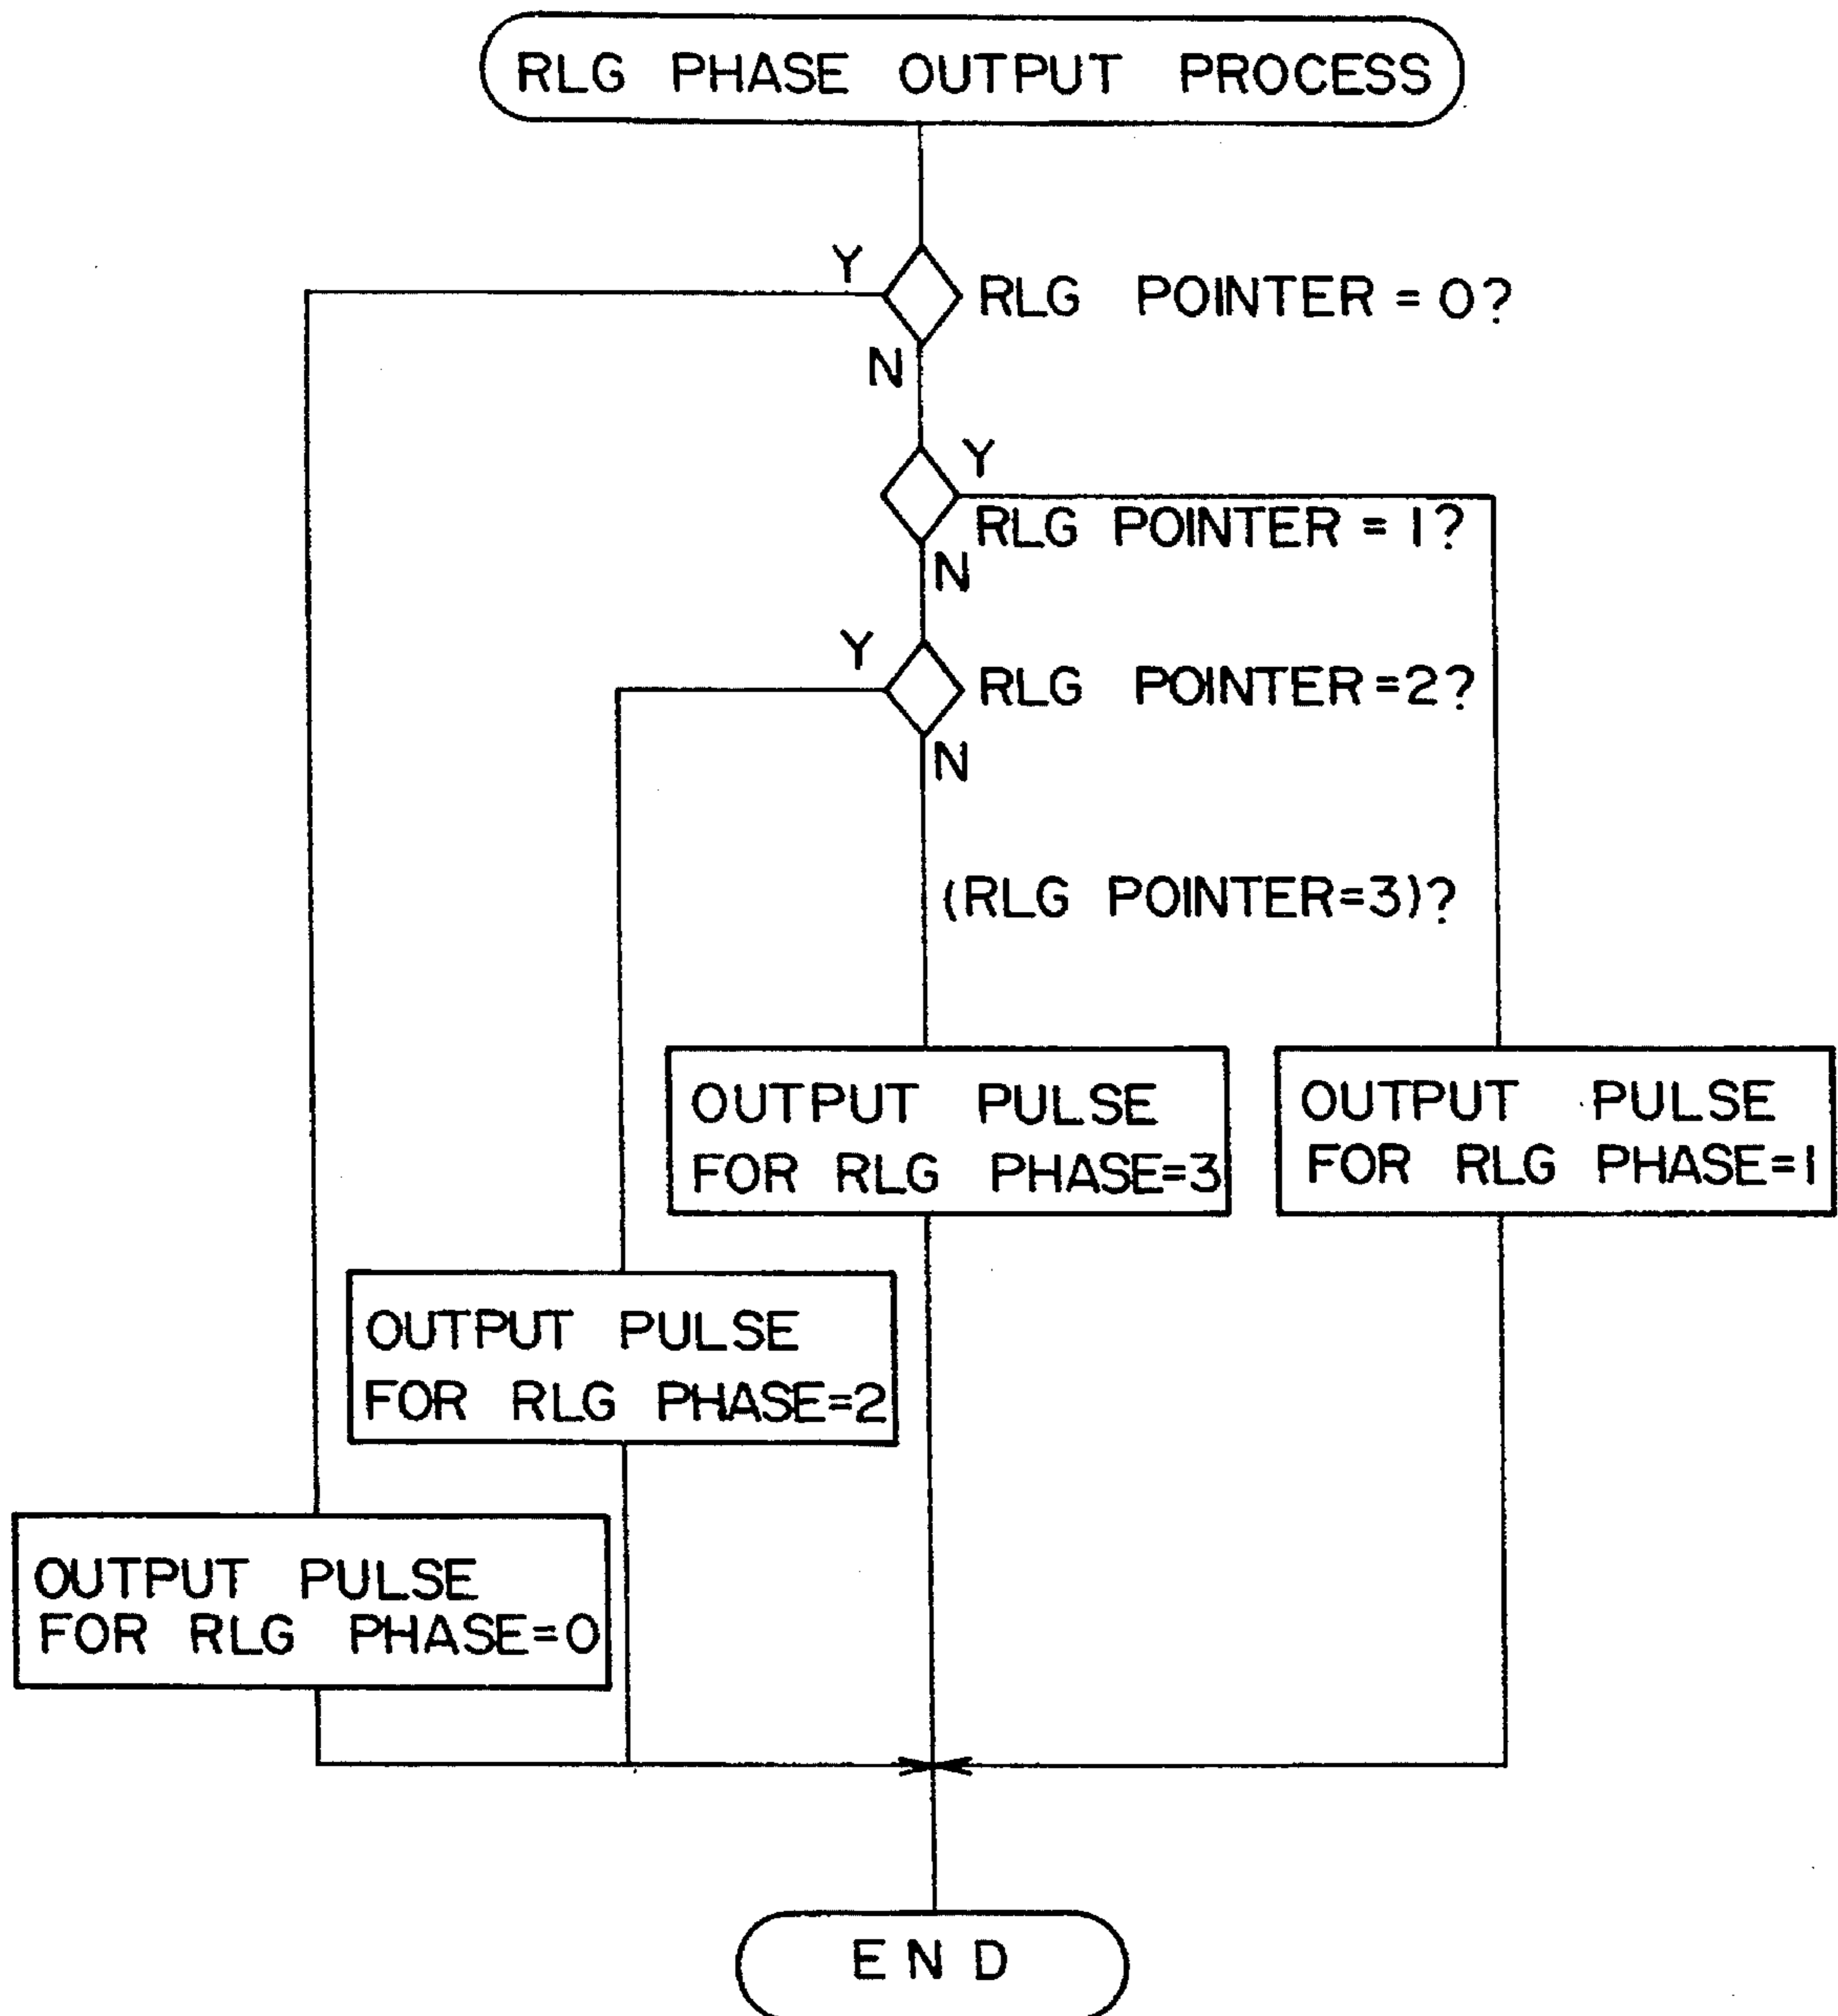 RLG PHASE OUTPUT PROCESS
Y
RLG POINTER = 0?
N
Y
RLG POINTER = 1?
N
Y
RLG POINTER=2?
N
(RLG POINTER=3)?
OUTPUT PULSE
FOR RLG PHASE=3
OUTPUT PULSE
FOR RLG PHASE=1
OUTPUT PULSE
FOR RLG PHASE=2
OUTPUT PULSE
FOR RLG PHASE=0
END